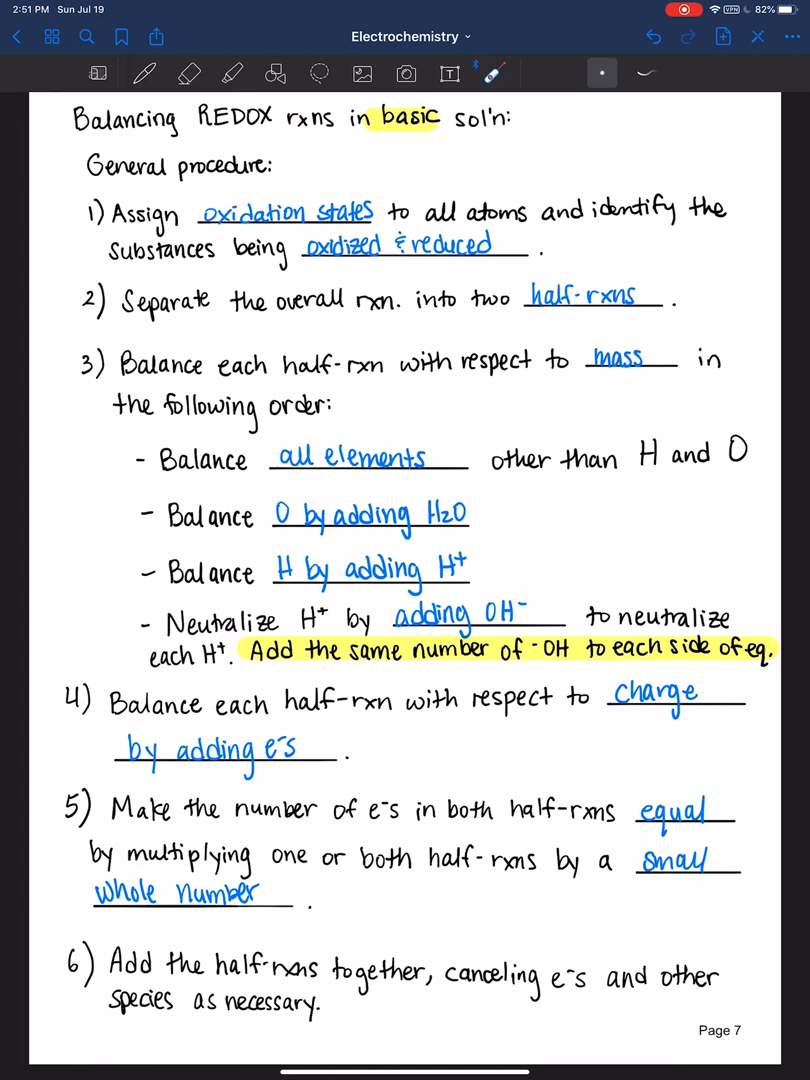 2:51 PM Sun Jul 19
VPN 82%
Electrochemistry
T
Balancing REDOX rxns in basic sol'n:
General procedure:
1) Assign oxidation states to all atoms and identify the
substances being oxidized & reduced .
2) Separate the overall rxn. into two half-rxns .
3) Balance each half-rxn with respect to mass in
the following order:
- Balance all elements other than H and O
- Balance O by adding H₂O
- Balance H by adding H⁺
- Neutralize H⁺ by adding OH⁻ to neutralize
each H⁺. Add the same number of ⁻OH to each side of eq.
4) Balance each half-rxn with respect to charge
by adding e⁻s .
5) Make the number of e⁻s in both half-rxns equal
by multiplying one or both half-rxns by a small
whole number .
6) Add the half-rxns together, canceling e⁻s and other
species as necessary.
Page 7